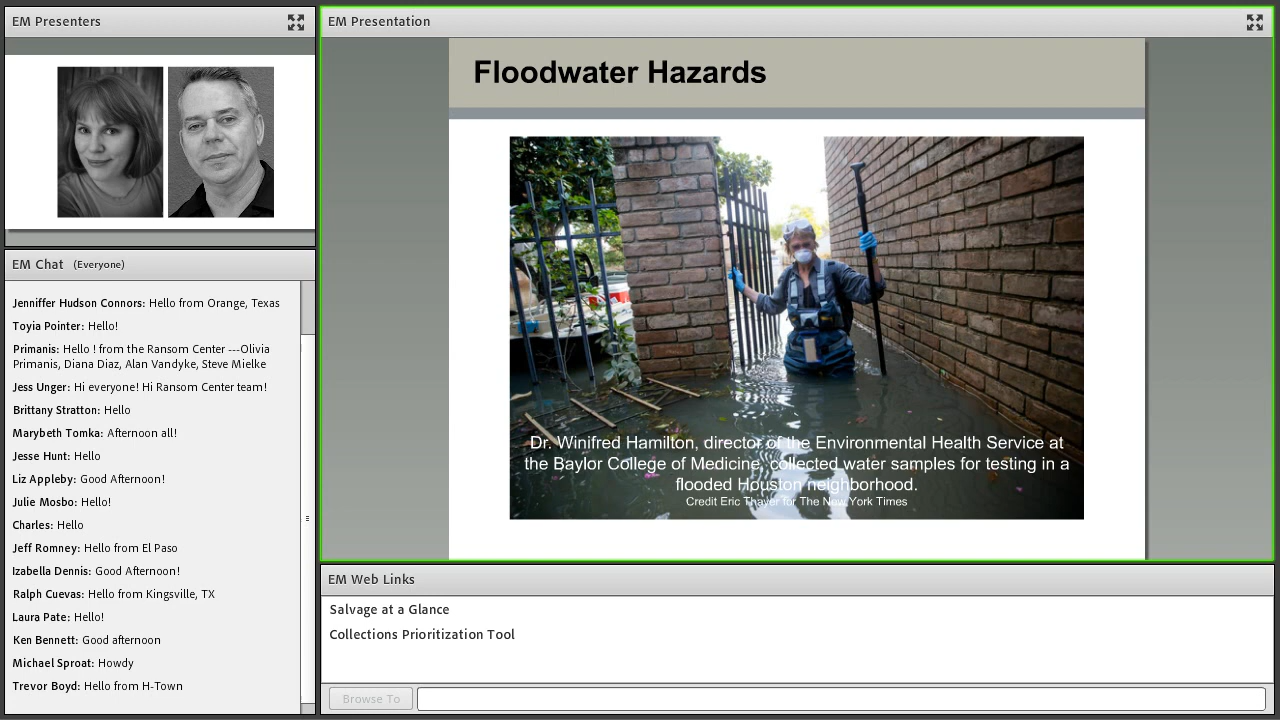 EM Presenters
EM Presentation
Floodwater Hazards
Dr. Winifred Hamilton, director of the Environmental Health Service at
the Baylor College of Medicine, collected water samples for testing in a
flooded Houston neighborhood.
Credit Eric Thayer for The New York Times
EM Chat (Everyone)
Jenniffer Hudson Connors: Hello from Orange, Texas
Toyia Pointer: Hello!
Primanis: Hello ! from the Ransom Center ---Olivia
Primanis, Diana Diaz, Alan Vandyke, Steve Mielke
Jess Unger: Hi everyone! Hi Ransom Center team!
Brittany Stratton: Hello
Marybeth Tomka: Afternoon all!
Jesse Hunt: Hello
Liz Appleby: Good Afternoon!
Julie Mosbo: Hello!
Charles: Hello
Jeff Romney: Hello from El Paso
Izabella Dennis: Good Afternoon!
Ralph Cuevas: Hello from Kingsville, TX
Laura Pate: Hello!
Ken Bennett: Good afternoon
Michael Sproat: Howdy
Trevor Boyd: Hello from H-Town
EM Web Links
Salvage at a Glance
Collections Prioritization Tool
Browse To